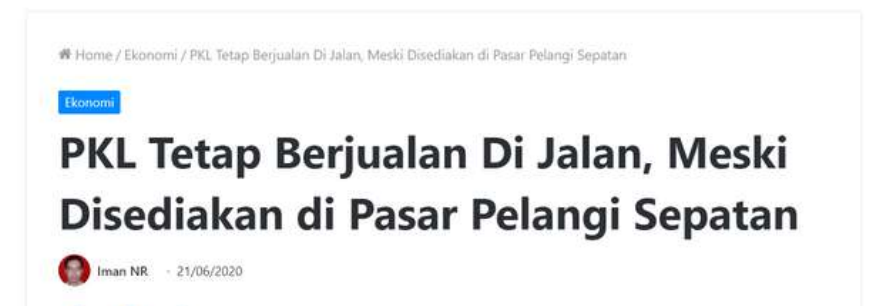 Home / Ekonomi / PKL Tetap Berjualan Di Jalan, Meski Disediakan di Pasar Pelangi Sepatan
Ekonomi
PKL Tetap Berjualan Di Jalan, Meski
Disediakan di Pasar Pelangi Sepatan
Iman NR · 21/06/2020